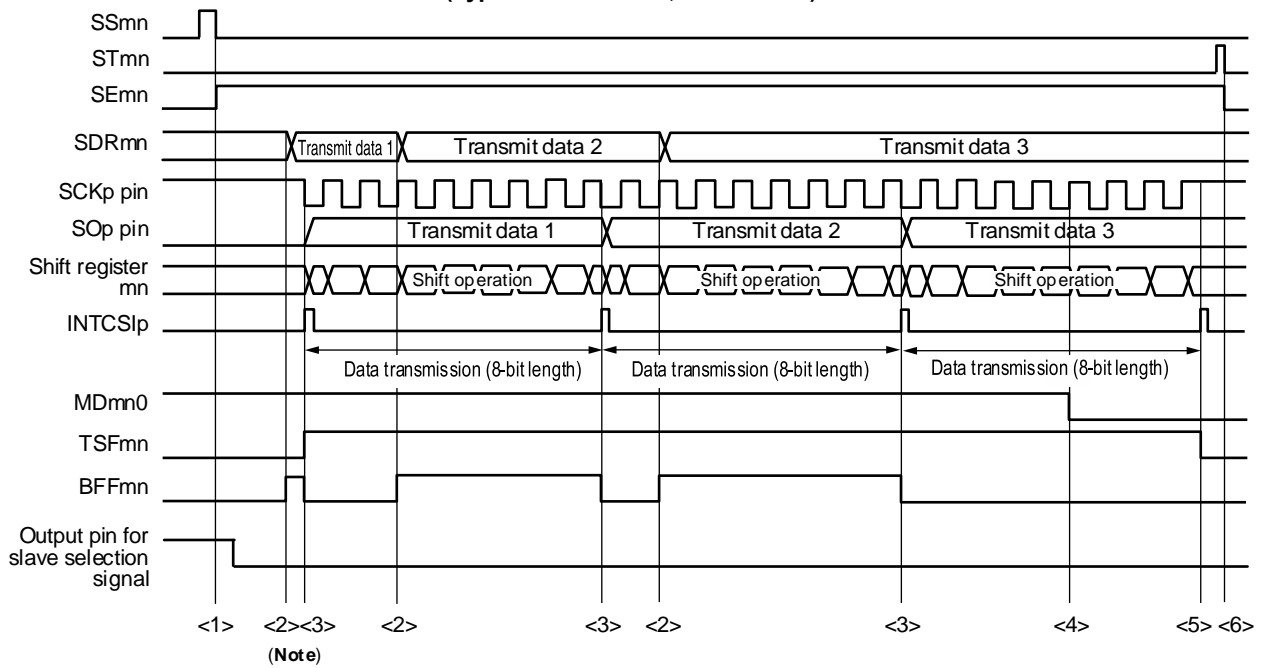 SSmn
STmn
SEmn
SDRmn
Transmit data 1
Transmit data 2
Transmit data 3
SCKp pin
SOp pin
Transmit data 1
Transmit data 2
Transmit data 3
Shift register
mn
Shift operation
Shift operation
Shift operation
INTCSIp
Data transmission (8-bit length)
Data transmission (8-bit length)
Data transmission (8-bit length)
MDmn0
TSFmn
BFFmn
Output pin for
slave selection
signal
<1> <2><3> <2> <3> <2> <3> <4> <5> <6>
(Note)